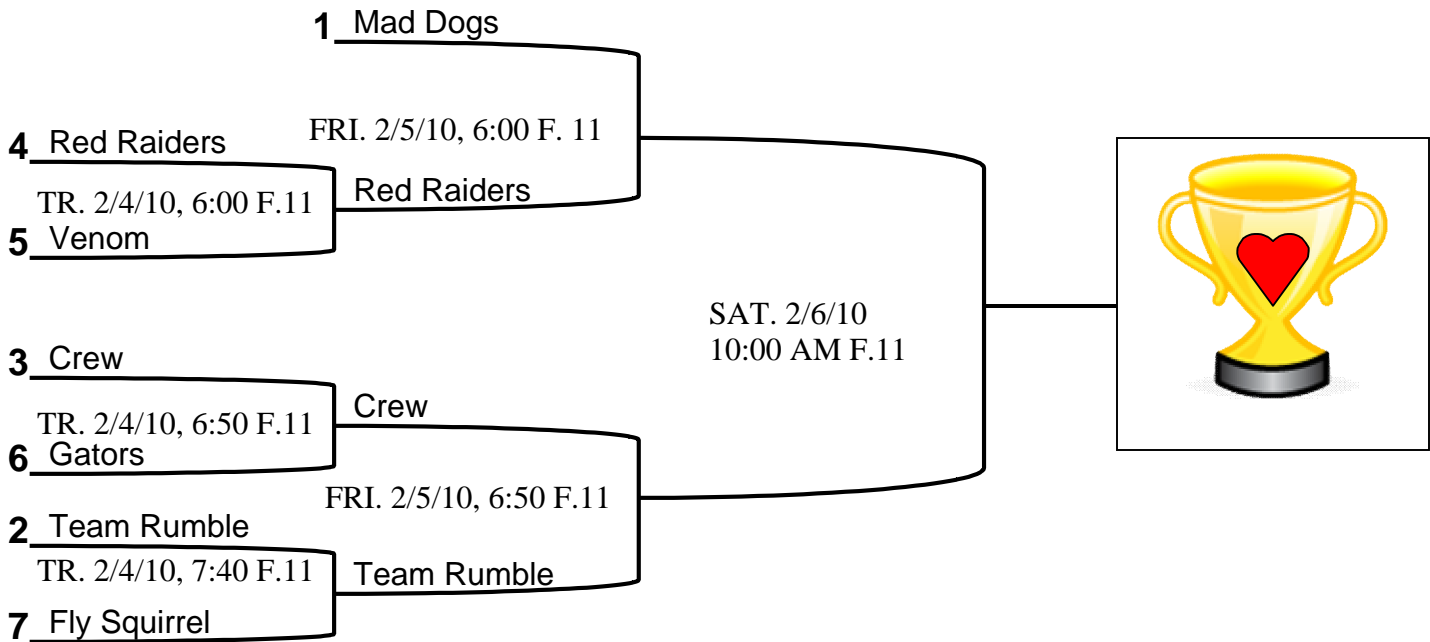 1 Mad Dogs
FRI. 2/5/10, 6:00 F. 11
4 Red Raiders
TR. 2/4/10, 6:00 F.11
Red Raiders
5 Venom
SAT. 2/6/10
10:00 AM F.11
3 Crew
Crew
TR. 2/4/10, 6:50 F.11
6 Gators
FRI. 2/5/10, 6:50 F.11
2 Team Rumble
TR. 2/4/10, 7:40 F.11
Team Rumble
7 Fly Squirrel